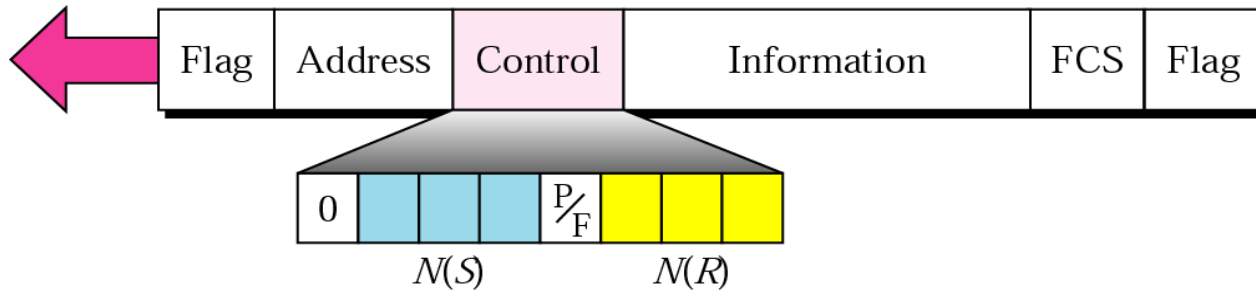 Flag Address Control Information FCS Flag
0 P/F
N(S) N(R)